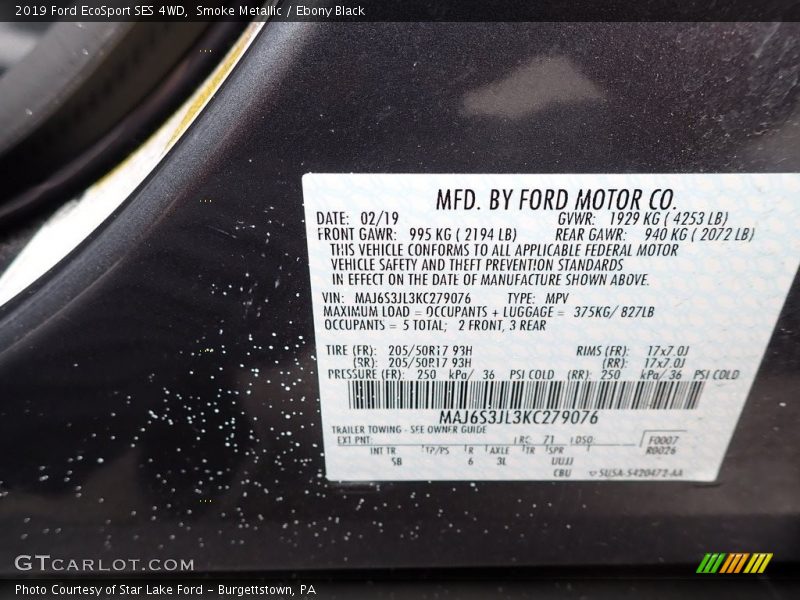 2019 Ford EcoSport SES 4WD, Smoke Metallic / Ebony Black
MFD. BY FORD MOTOR CO.
DATE: 02/19 GVWR: 1929 KG ( 4253 LB)
FRONT GAWR: 995 KG ( 2194 LB) REAR GAWR: 940 KG ( 2072 LB)
THIS VEHICLE CONFORMS TO ALL APPLICABLE FEDERAL MOTOR
VEHICLE SAFETY AND THEFT PREVENTION STANDARDS
IN EFFECT ON THE DATE OF MANUFACTURE SHOWN ABOVE.
VIN: MAJ6S3JL3KC279076 TYPE: MPV
MAXIMUM LOAD = OCCUPANTS + LUGGAGE = 375KG/ 827LB
OCCUPANTS = 5 TOTAL; 2 FRONT, 3 REAR
TIRE (FR): 205/50R17 93H RIMS (FR): 17x7.0J
(RR): 205/50R17 93H (RR): 17x7.0J
PRESSURE (FR): 250 kPa/ 36 PSI COLD (RR): 250 kPa/ 36 PSI COLD
MAJ6S3JL3KC279076
TRAILER TOWING - SEE OWNER GUIDE
EXT PNT: RC: 71 DSO: F0007
R0026
INT TR TP/PS R AXLE TR SPR
SB 6 3L UUJJ
CBU SU5A-5420472-AA
GTCARLOT.COM
Photo Courtesy of Star Lake Ford - Burgettstown, PA